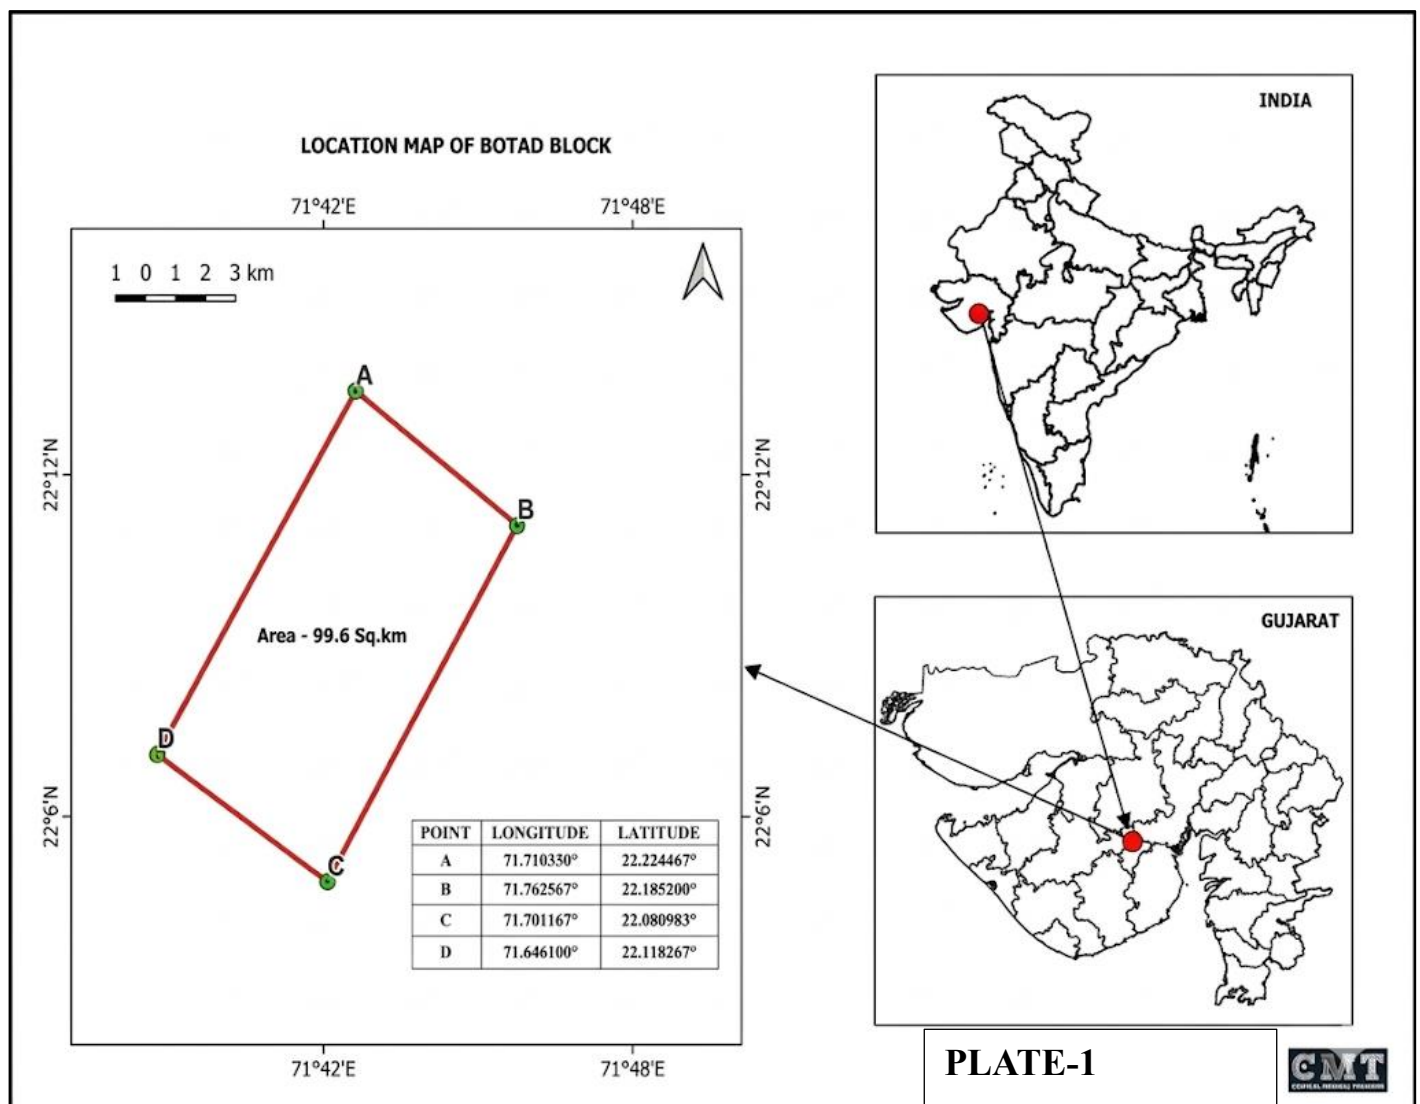 LOCATION MAP OF BOTAD BLOCK
71°42'E 71°48'E
1 0 1 2 3 km
A
B
22°12'N 22°12'N
Area - 99.6 Sq.km
D
22°6'N 22°6'N
C
POINT LONGITUDE LATITUDE
A 71.710330° 22.224467°
B 71.762567° 22.185200°
C 71.701167° 22.080983°
D 71.646100° 22.118267°
71°42'E 71°48'E
INDIA
GUJARAT
PLATE-1
CMT